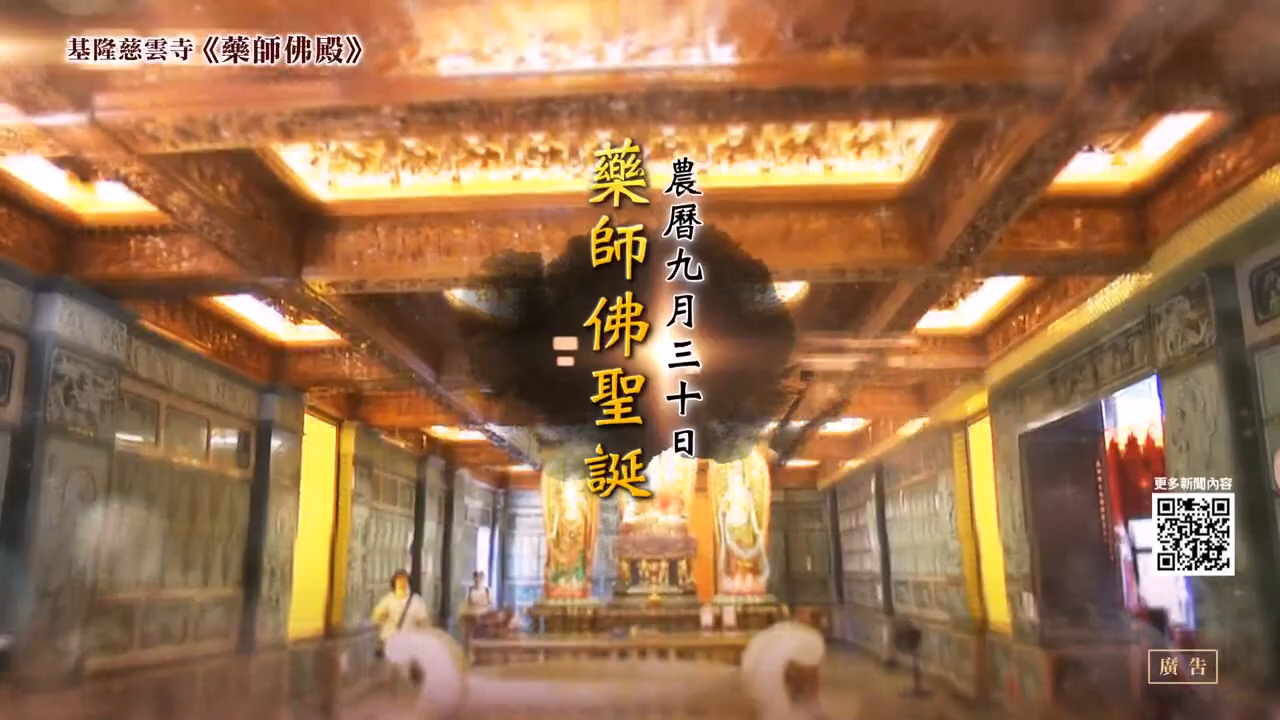 基隆慈雲寺《藥師佛殿》
農曆九月三十日
藥師佛聖誕
更多新聞內容
廣告